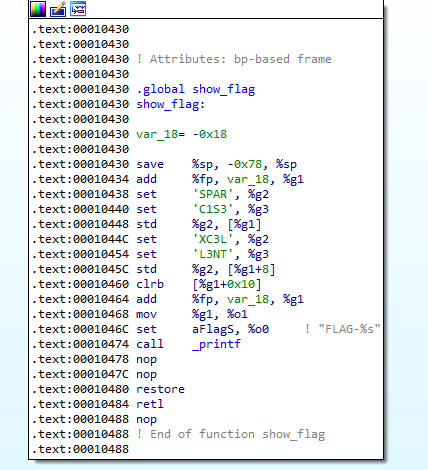 .text:00010430
.text:00010430
.text:00010430 ! Attributes: bp-based frame
.text:00010430
.text:00010430 .global show_flag
.text:00010430 show_flag:
.text:00010430
.text:00010430 var_18= -0x18
.text:00010430
.text:00010430 save %sp, -0x78, %sp
.text:00010434 add %fp, var_18, %g1
.text:00010438 set 'SPAR', %g2
.text:00010440 set 'C1S3', %g3
.text:00010448 std %g2, [%g1]
.text:0001044C set 'XC3L', %g2
.text:00010454 set 'L3NT', %g3
.text:0001045C std %g2, [%g1+8]
.text:00010460 clrb [%g1+0x10]
.text:00010464 add %fp, var_18, %g1
.text:00010468 mov %g1, %o1
.text:0001046C set aFlagS, %o0 ! "FLAG-%s"
.text:00010474 call _printf
.text:00010478 nop
.text:0001047C nop
.text:00010480 restore
.text:00010484 retl
.text:00010488 nop
.text:00010488 ! End of function show_flag
.text:00010488